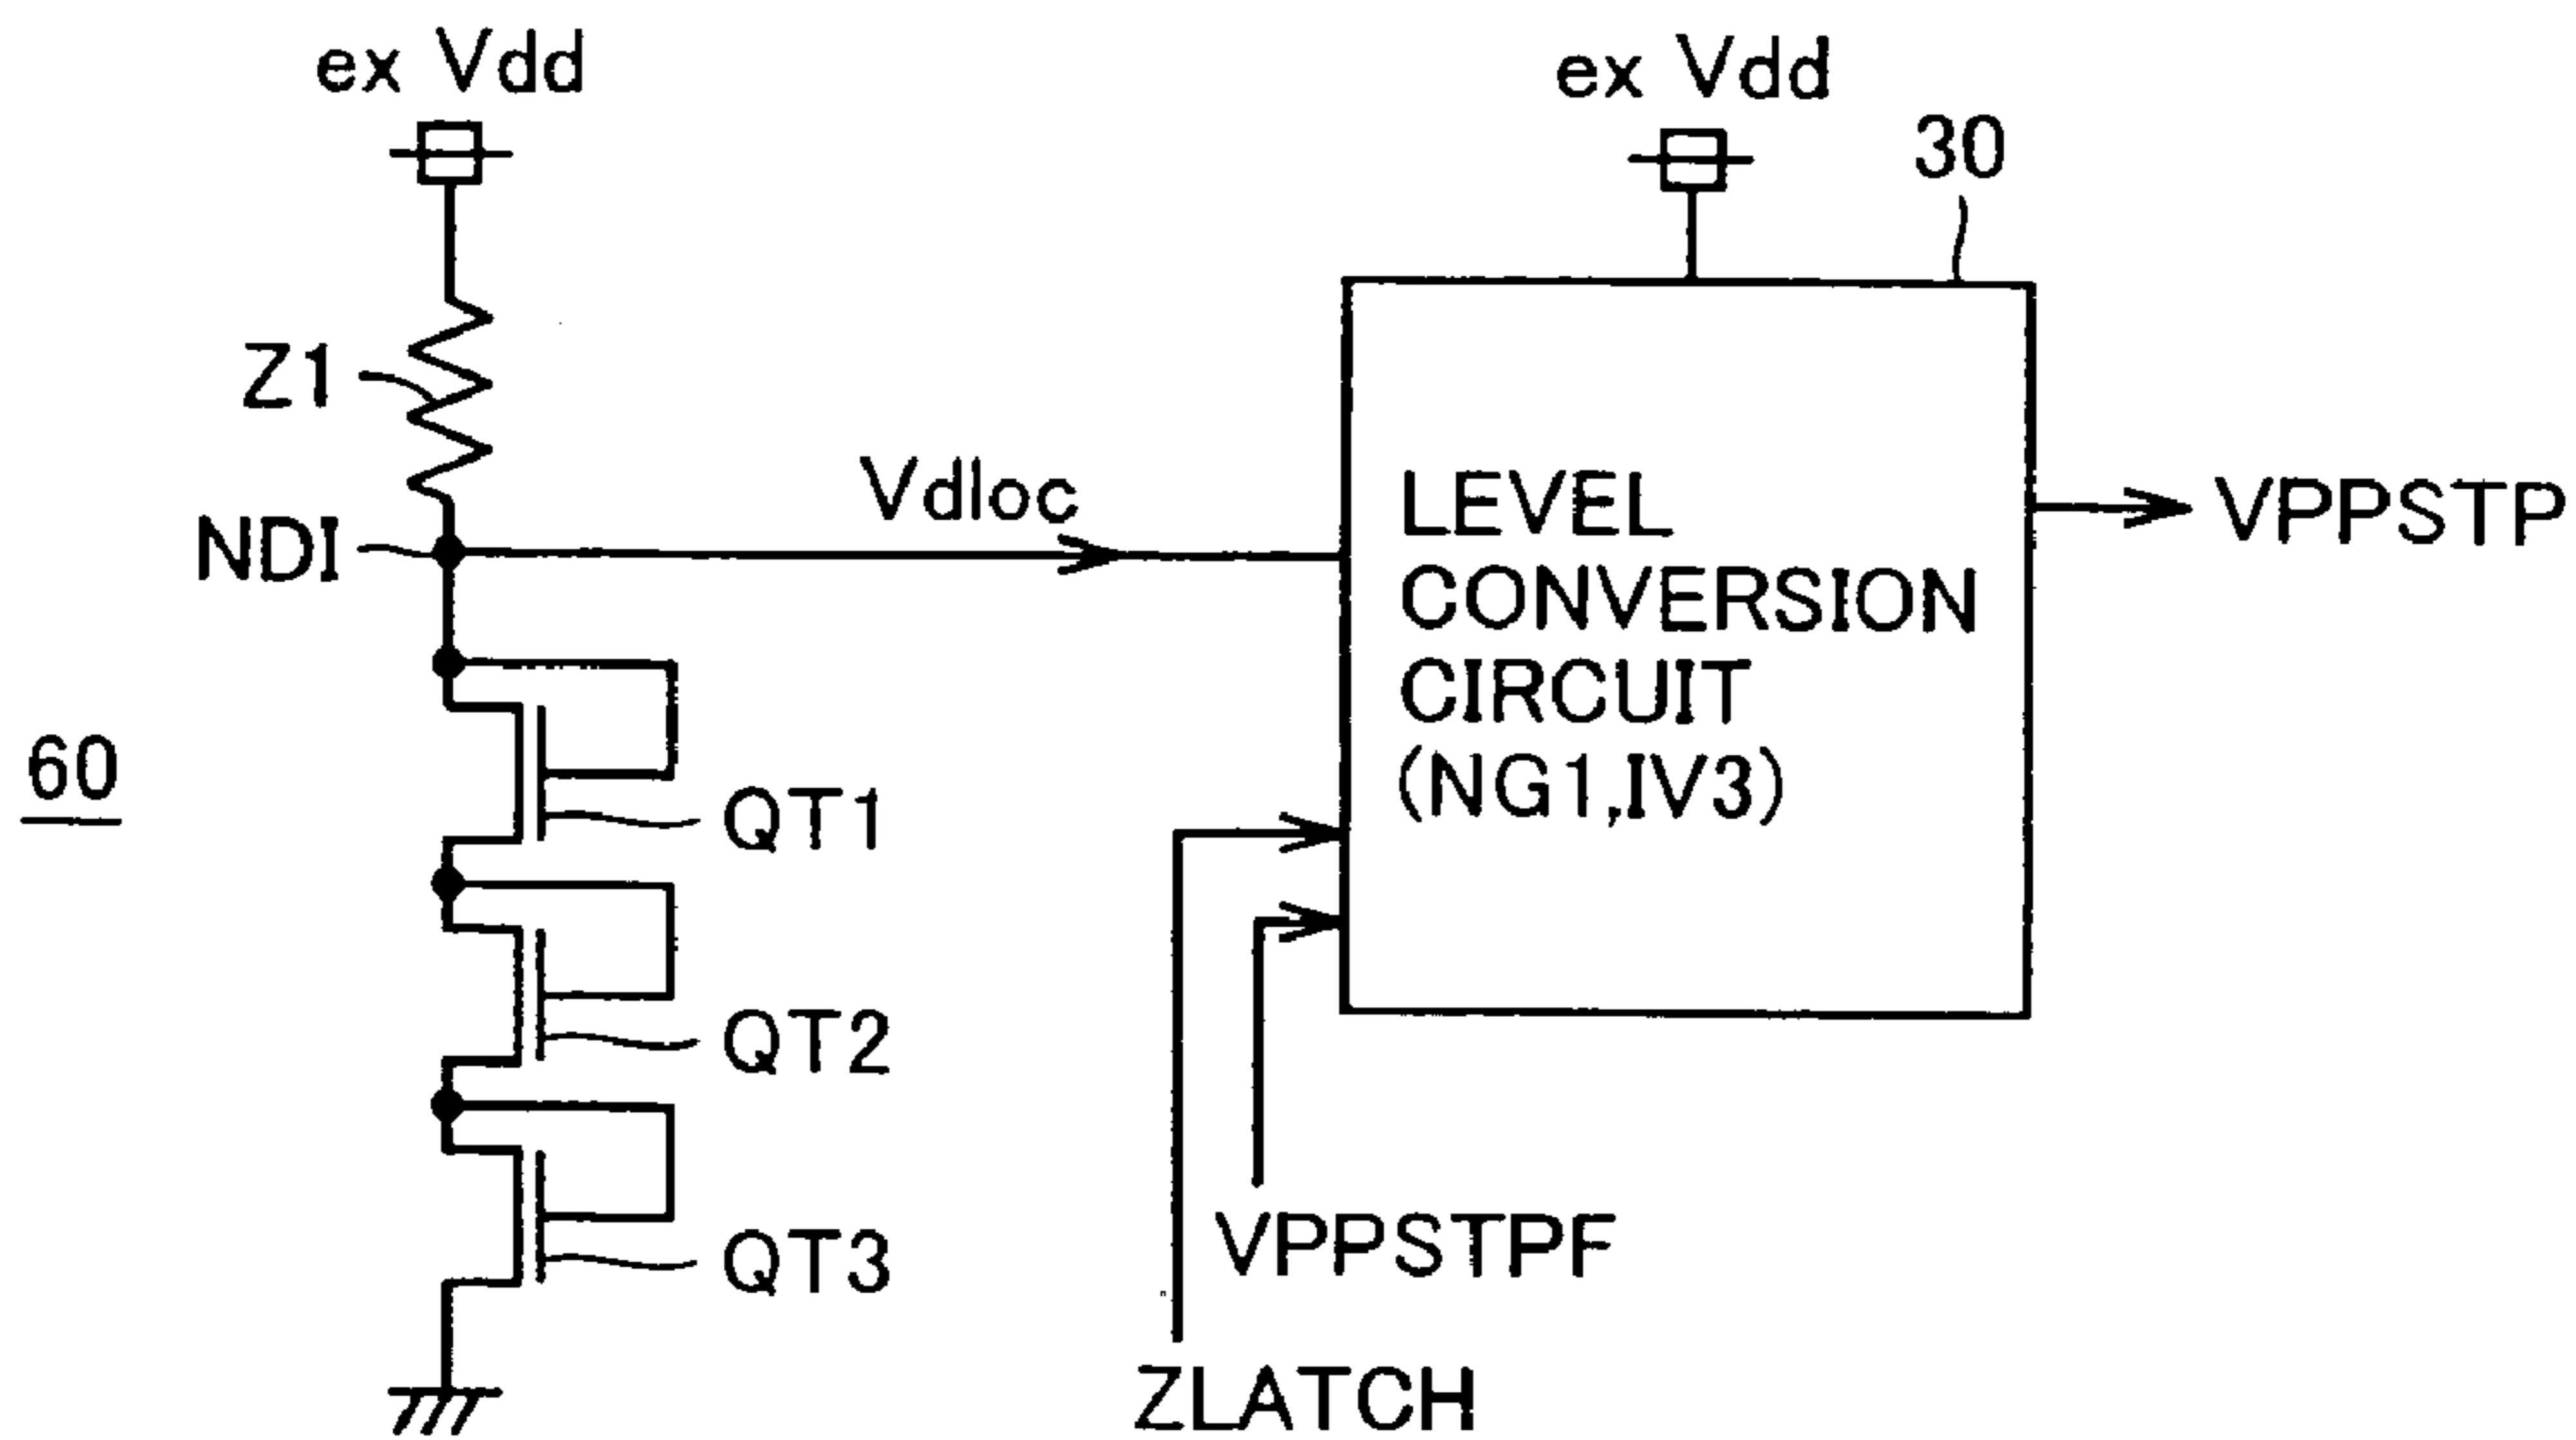 ex Vdd
ex Vdd
30
Z1
Vdloc
NDI
LEVEL
CONVERSION
CIRCUIT
(NG1,IV3)
VPPSTP
60
QT1
QT2
QT3
VPPSTPF
ZLATCH